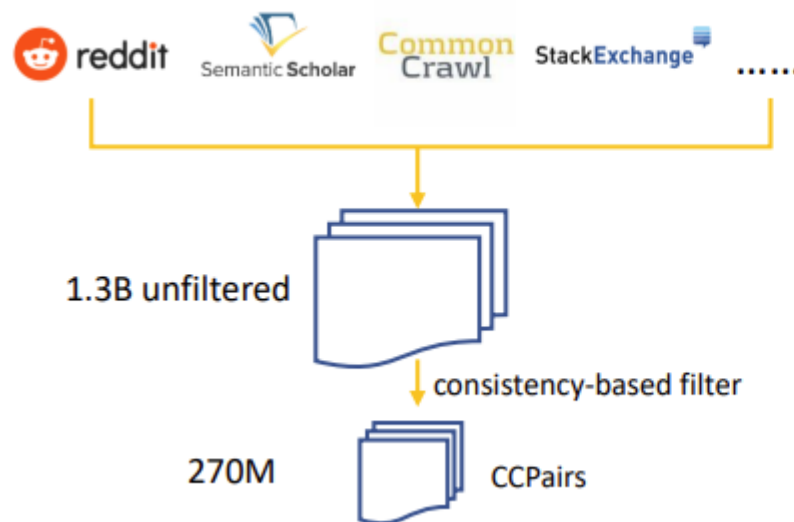 reddit
Semantic Scholar
Common
Crawl
StackExchange
......
1.3B unfiltered
consistency-based filter
270M
CCPairs